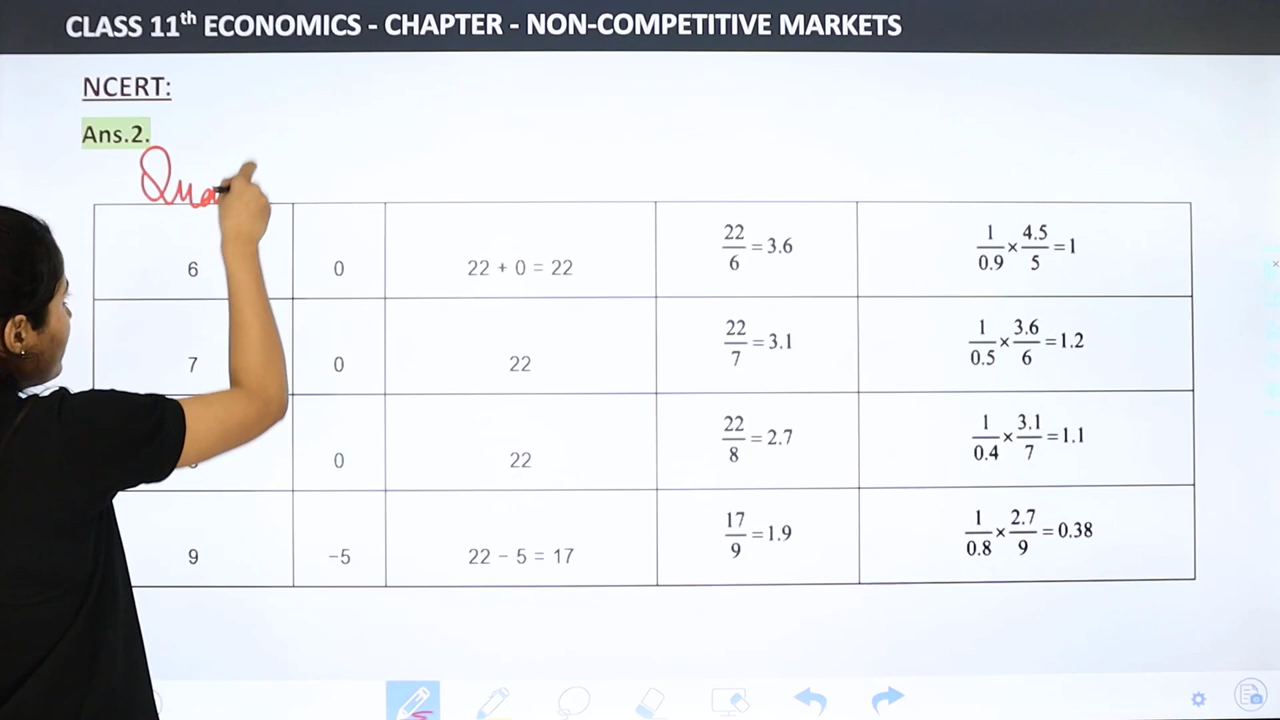 CLASS 11th ECONOMICS - CHAPTER - NON-COMPETITIVE MARKETS
NCERT:
Ans.2.
6 0 22 + 0 = 22 22/6 = 3.6 1/0.9 × 4.5/5 = 1
7 0 22 22/7 = 3.1 1/0.5 × 3.6/6 = 1.2
0 22 22/8 = 2.7 1/0.4 × 3.1/7 = 1.1
9 −5 22 − 5 = 17 17/9 = 1.9 1/0.8 × 2.7/9 = 0.38